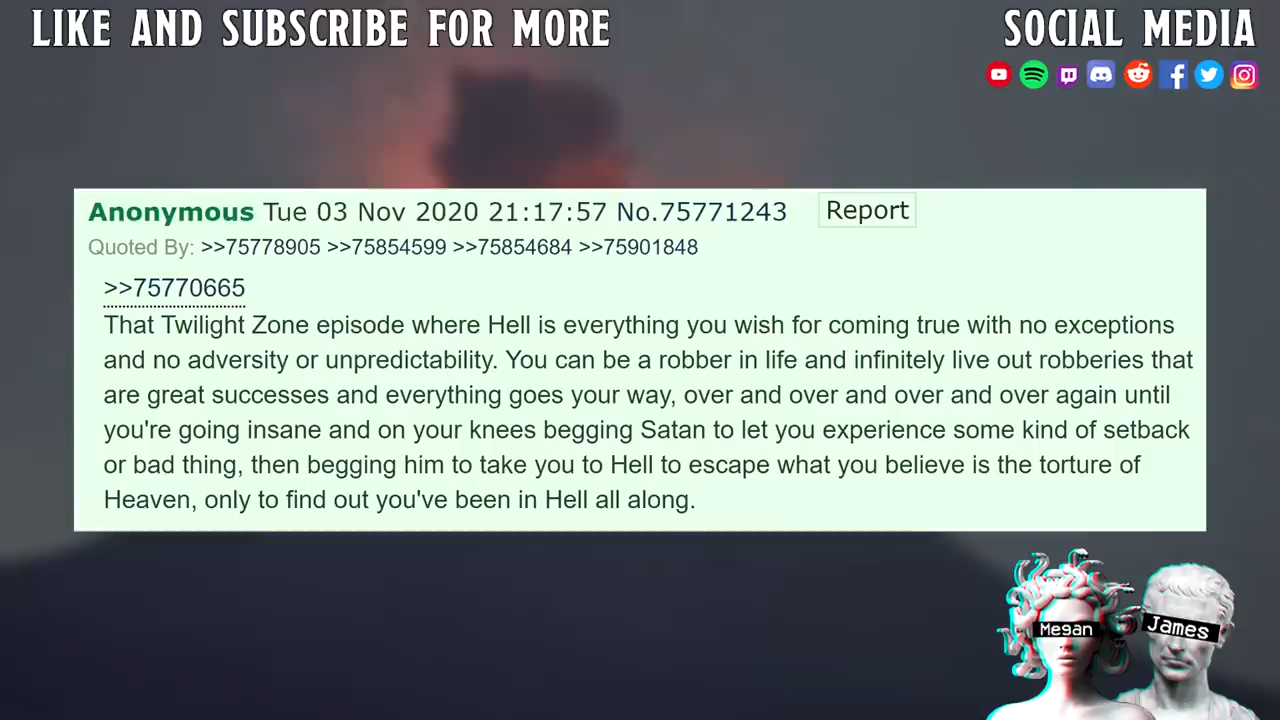 LIKE AND SUBSCRIBE FOR MORE
SOCIAL MEDIA
Anonymous Tue 03 Nov 2020 21:17:57 No.75771243 Report
Quoted By: >>75778905 >>75854599 >>75854684 >>75901848
>>75770665
That Twilight Zone episode where Hell is everything you wish for coming true with no exceptions
and no adversity or unpredictability. You can be a robber in life and infinitely live out robberies that
are great successes and everything goes your way, over and over and over and over again until
you're going insane and on your knees begging Satan to let you experience some kind of setback
or bad thing, then begging him to take you to Hell to escape what you believe is the torture of
Heaven, only to find out you've been in Hell all along.
Megan
James